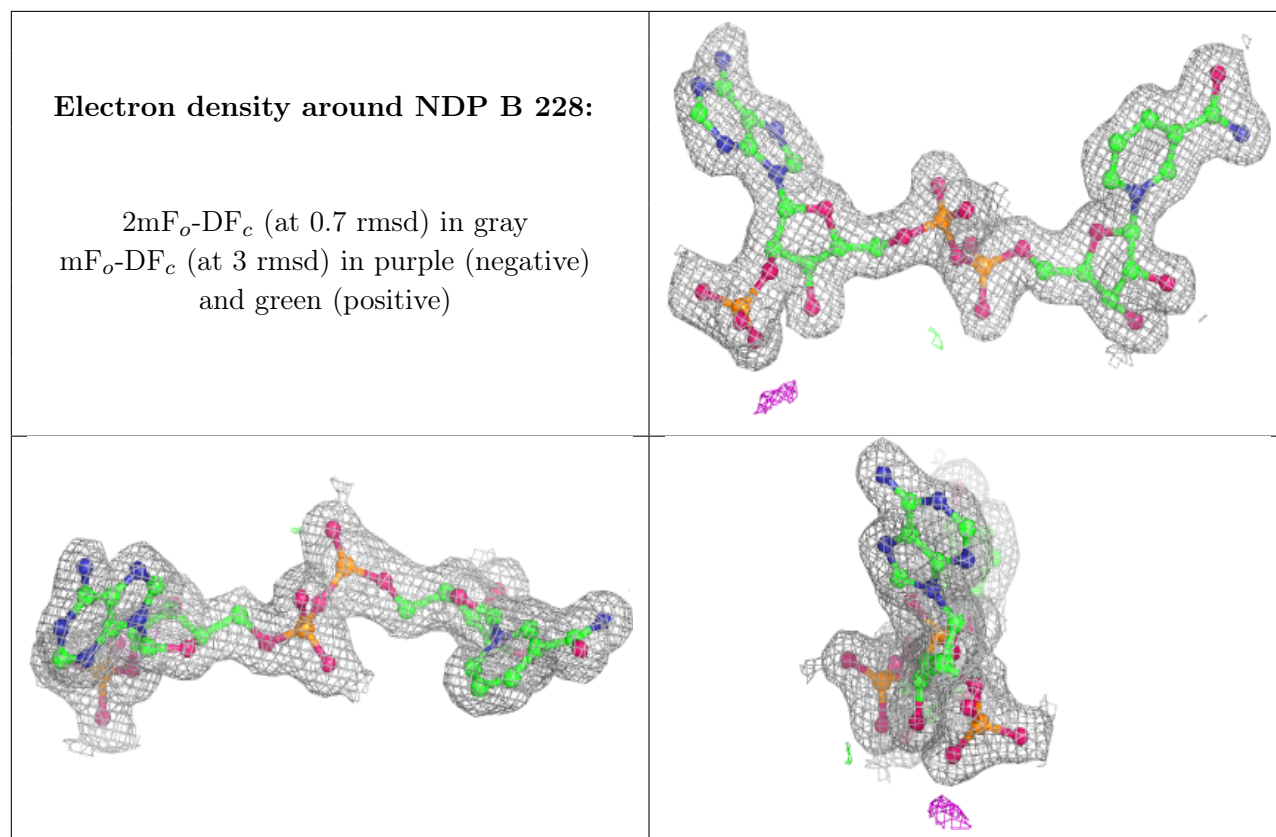 Electron density around NDP B 228:
2mFₒ-DF𝒸 (at 0.7 rmsd) in gray
mFₒ-DF𝒸 (at 3 rmsd) in purple (negative)
and green (positive)